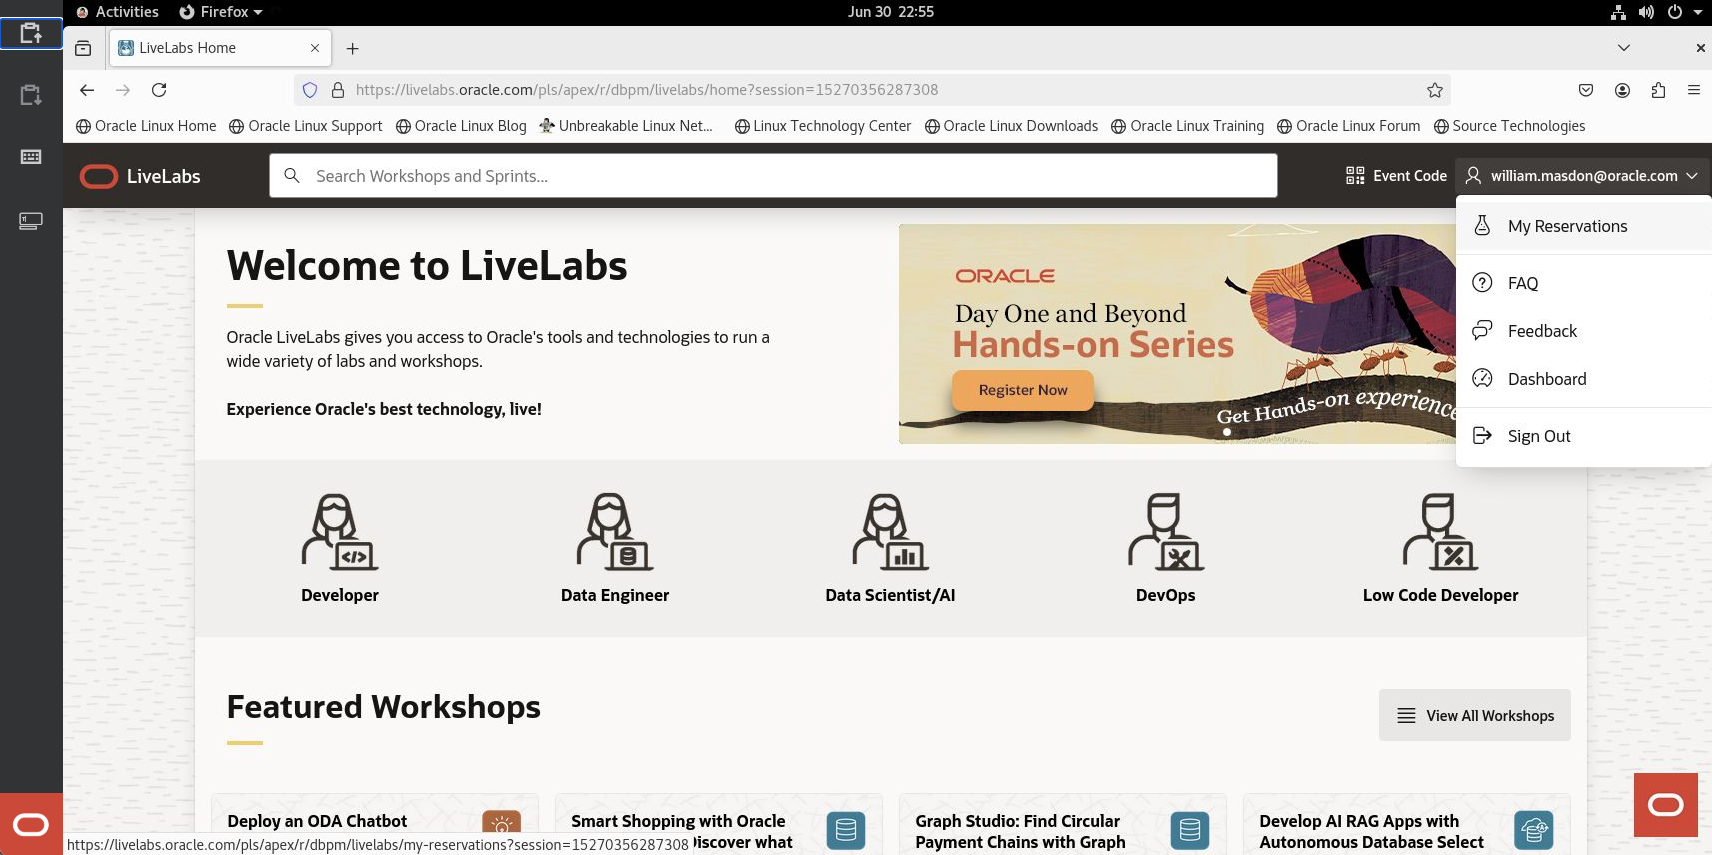 Activities
Firefox
Jun 30 22:55
LiveLabs Home
https://livelabs.oracle.com/pls/apex/r/dbpm/livelabs/home?session=15270356287308
Oracle Linux Home
Oracle Linux Support
Oracle Linux Blog
Unbreakable Linux Net...
Linux Technology Center
Oracle Linux Downloads
Oracle Linux Training
Oracle Linux Forum
Source Technologies
LiveLabs
Search Workshops and Sprints...
Event Code
william.masdon@oracle.com
My Reservations
FAQ
Feedback
Dashboard
Sign Out
Welcome to LiveLabs
Oracle LiveLabs gives you access to Oracle's tools and technologies to run a
wide variety of labs and workshops.
Experience Oracle's best technology, live!
ORACLE
Day One and Beyond
Hands-on Series
Register Now
Get Hands-on experience
Developer
Data Engineer
Data Scientist/AI
DevOps
Low Code Developer
Featured Workshops
View All Workshops
Deploy an ODA Chatbot
Smart Shopping with Oracle
Discover what
Graph Studio: Find Circular
Payment Chains with Graph
Develop AI RAG Apps with
Autonomous Database Select
https://livelabs.oracle.com/pls/apex/r/dbpm/livelabs/my-reservations?session=15270356287308